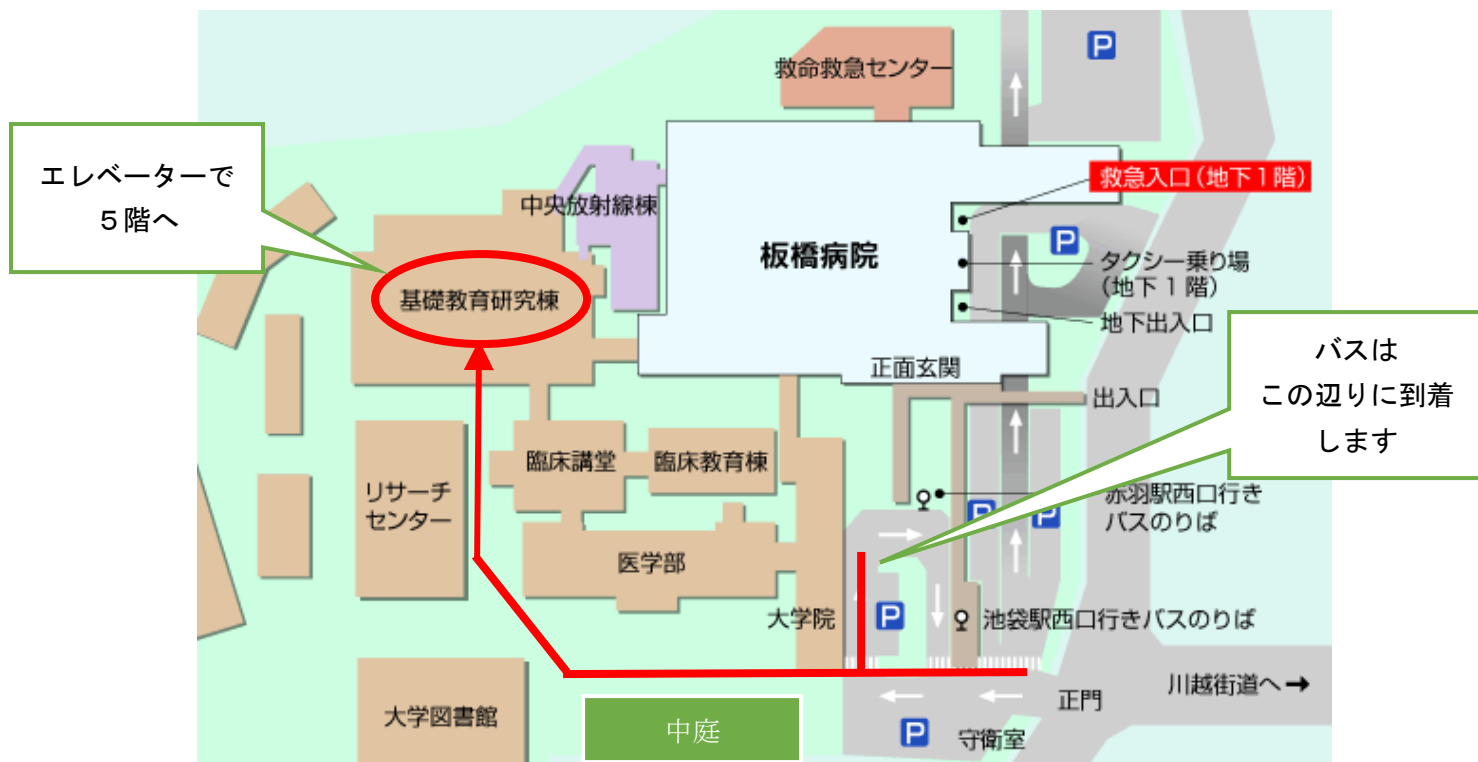 救命救急センター
P
エレベーターで
５階へ
救急入口（地下１階）
中央放射線棟
板橋病院
P
タクシー乗り場
（地下１階）
基礎教育研究棟
地下出入口
バスは
この辺りに到着
します
正面玄関
出入口
臨床講堂
臨床教育棟
リサーチ
センター
赤羽駅西口行き
バスのりば
P
P
医学部
大学院
P
池袋駅西口行きバスのりば
川越街道へ➡
正門
大学図書館
中庭
P
守衛室